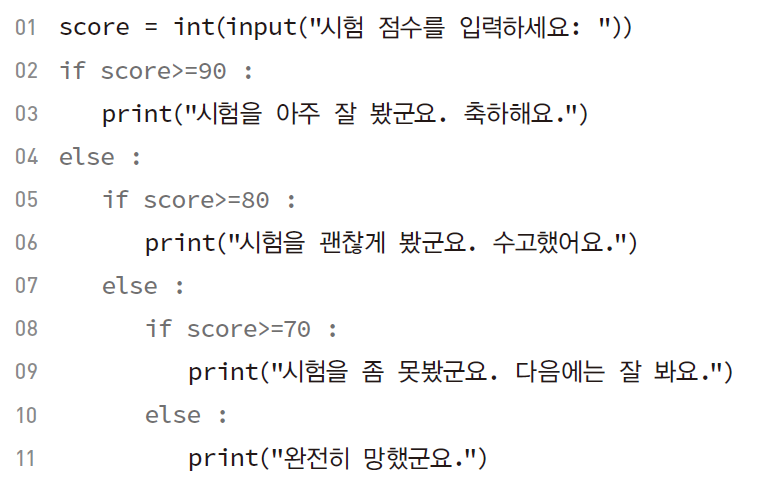 01 score = int(input("시험 점수를 입력하세요: "))
02 if score>=90 :
03     print("시험을 아주 잘 봤군요. 축하해요.")
04 else :
05     if score>=80 :
06         print("시험을 괜찮게 봤군요. 수고했어요.")
07     else :
08         if score>=70 :
09             print("시험을 좀 못봤군요. 다음에는 잘 봐요.")
10         else :
11             print("완전히 망했군요.")